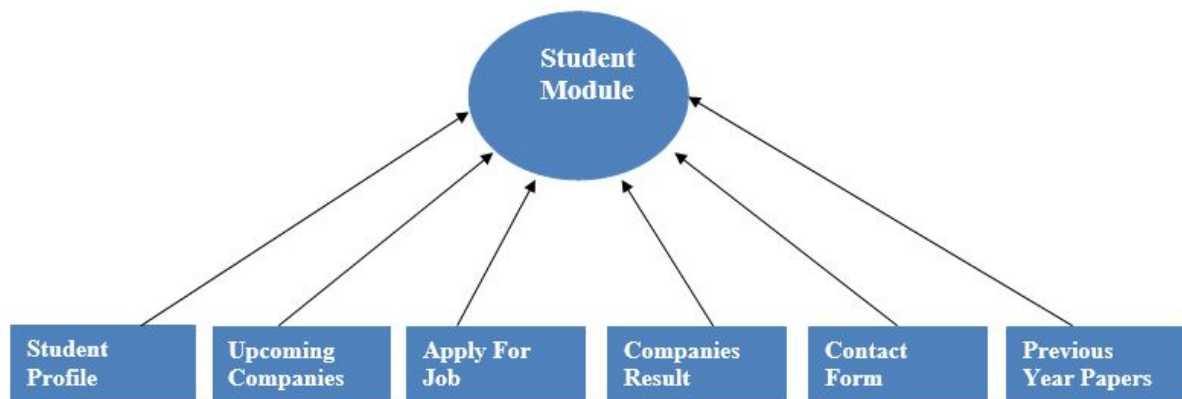 Student
Module
Student
Profile
Upcoming
Companies
Apply For
Job
Companies
Result
Contact
Form
Previous
Year Papers